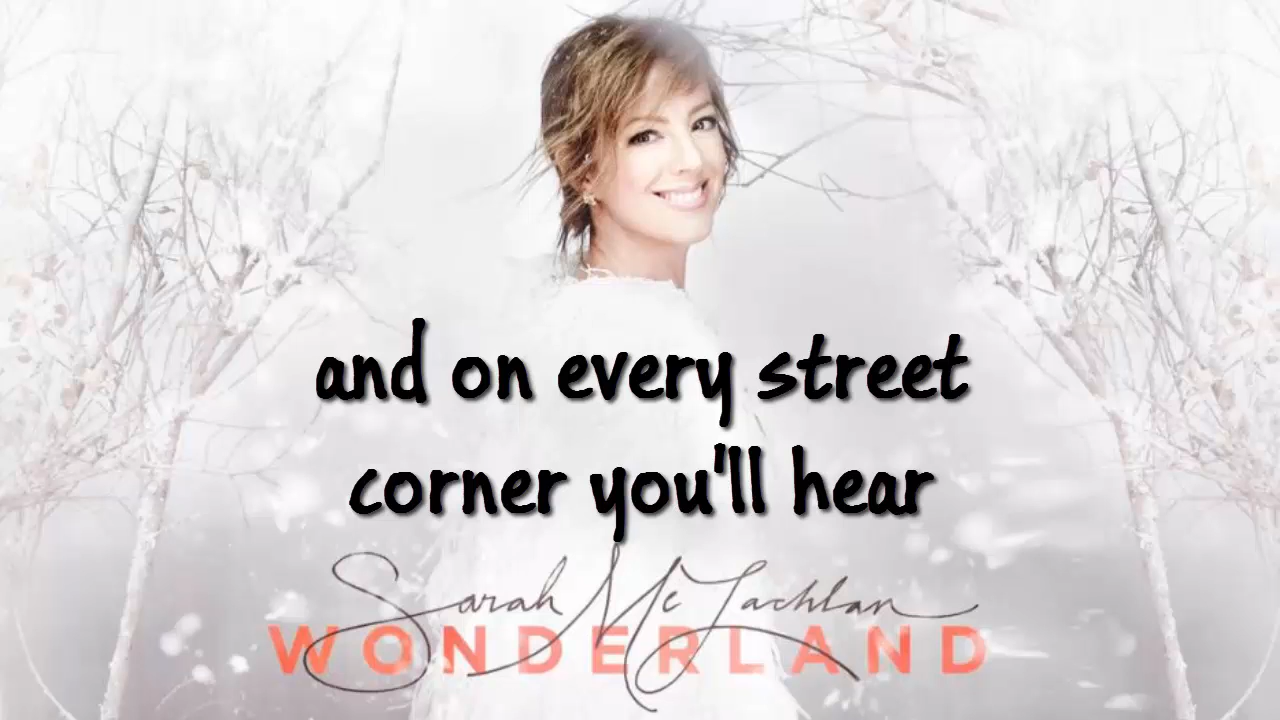 and on every street
corner you'll hear
Sarah McLachlan
WONDERLAND